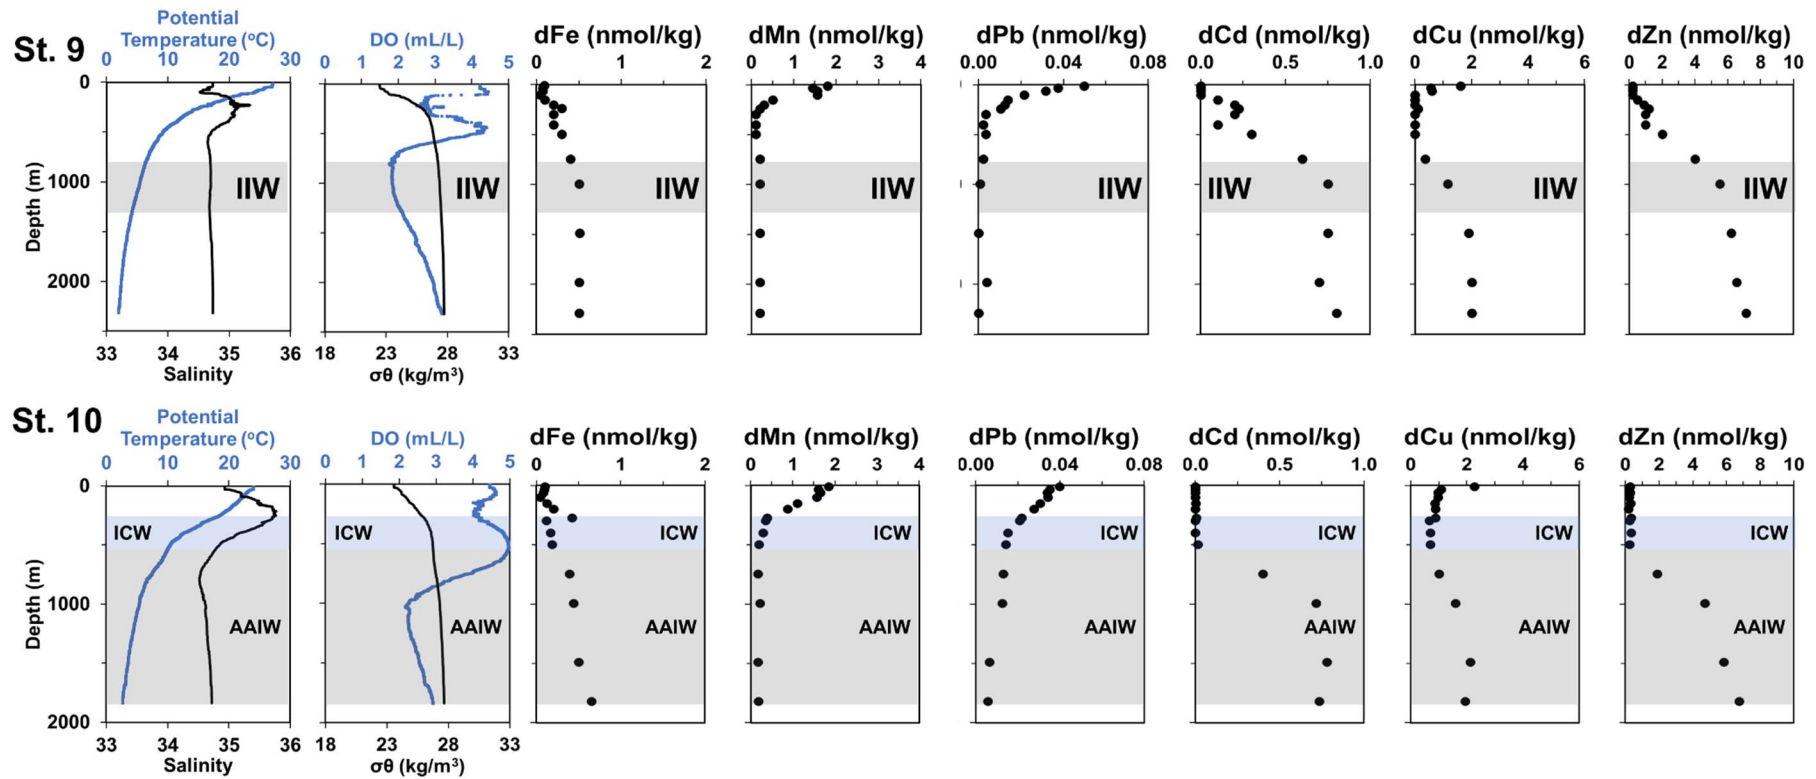 St. 9
Potential
Temperature (°C)
0 10 20 30
DO (mL/L)
0 1 2 3 4 5
dFe (nmol/kg)
0 1 2
dMn (nmol/kg)
0 1 2 3 4
dPb (nmol/kg)
0.00 0.04 0.08
dCd (nmol/kg)
0.0 0.5 1.0
dCu (nmol/kg)
0 2 4 6
dZn (nmol/kg)
0 2 4 6 8 10
Depth (m)
0
1000
2000
IIW
IIW
IIW
IIW
IIW
IIW
IIW
IIW
33 34 35 36
Salinity
18 23 28 33
σθ (kg/m³)
St. 10
Potential
Temperature (°C)
0 10 20 30
DO (mL/L)
0 1 2 3 4 5
dFe (nmol/kg)
0 1 2
dMn (nmol/kg)
0 1 2 3 4
dPb (nmol/kg)
0.00 0.04 0.08
dCd (nmol/kg)
0.0 0.5 1.0
dCu (nmol/kg)
0 2 4 6
dZn (nmol/kg)
0 2 4 6 8 10
Depth (m)
0
1000
2000
ICW
ICW
ICW
ICW
ICW
ICW
ICW
ICW
AAIW
AAIW
AAIW
AAIW
AAIW
AAIW
AAIW
AAIW
33 34 35 36
Salinity
18 23 28 33
σθ (kg/m³)